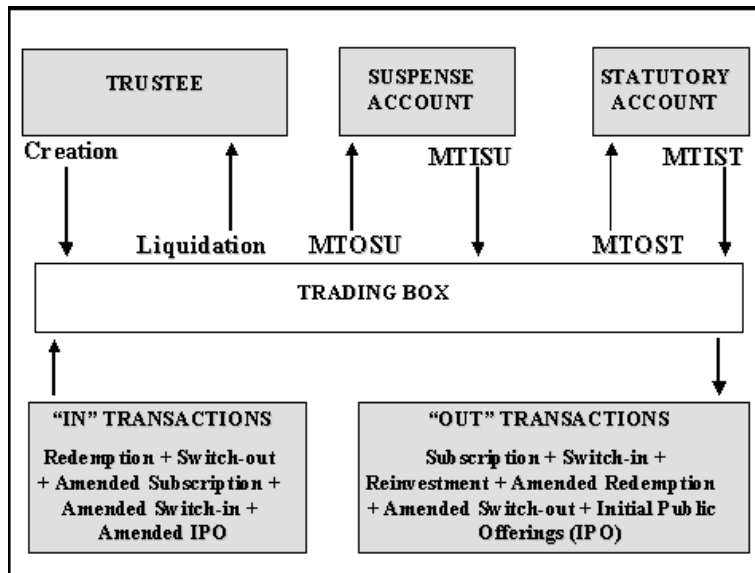 TRUSTEE
SUSPENSE
ACCOUNT
STATUTORY
ACCOUNT
Creation
MTISU
MTIST
Liquidation
MTOSU
MTOST
TRADING BOX
“IN” TRANSACTIONS
Redemption + Switch-out
+ Amended Subscription +
Amended Switch-in +
Amended IPO
“OUT” TRANSACTIONS
Subscription + Switch-in +
Reinvestment + Amended Redemption
+ Amended Switch-out + Initial Public
Offerings (IPO)